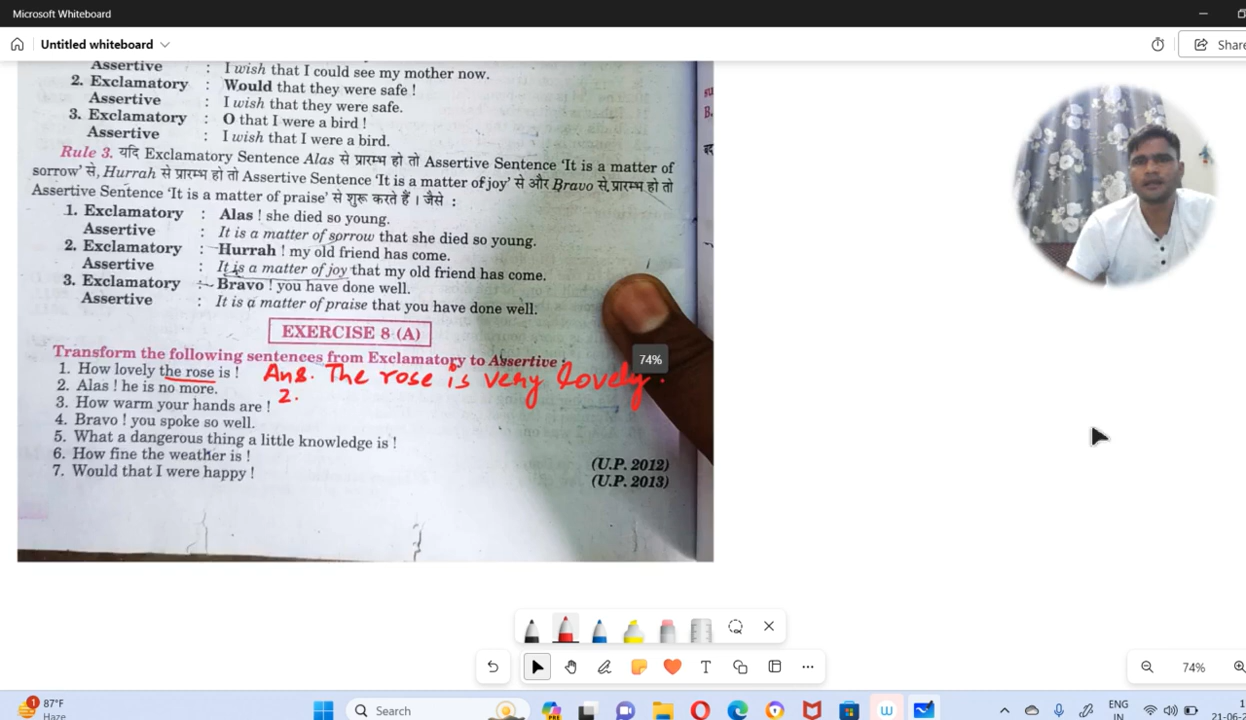 Microsoft Whiteboard
Untitled whiteboard
Share
Assertive : I wish that I could see my mother now.
2. Exclamatory : Would that they were safe !
Assertive : I wish that they were safe.
3. Exclamatory : O that I were a bird !
Assertive : I wish that I were a bird.
Rule 3. यदि Exclamatory Sentence Alas से प्रारम्भ हो तो Assertive Sentence ‘It is a matter of
sorrow’ से, Hurrah से प्रारम्भ हो तो Assertive Sentence ‘It is a matter of joy’ से और Bravo से प्रारम्भ हो तो
Assertive Sentence ‘It is a matter of praise’ से शुरू करते हैं । जैसे :
1. Exclamatory : Alas ! she died so young.
Assertive : It is a matter of sorrow that she died so young.
2. Exclamatory : Hurrah ! my old friend has come.
Assertive : It is a matter of joy that my old friend has come.
3. Exclamatory : Bravo ! you have done well.
Assertive : It is a matter of praise that you have done well.
EXERCISE 8 (A)
Transform the following sentences from Exclamatory to Assertive :
74%
1. How lovely the rose is ! Ans. The rose is very lovely.
2. Alas ! he is no more. 2.
3. How warm your hands are !
4. Bravo ! you spoke so well.
5. What a dangerous thing a little knowledge is !
6. How fine the weather is ! (U.P. 2012)
7. Would that I were happy ! (U.P. 2013)
74%
1
87°F
Haze
Search
PRE
ENG
IN
21-06-2